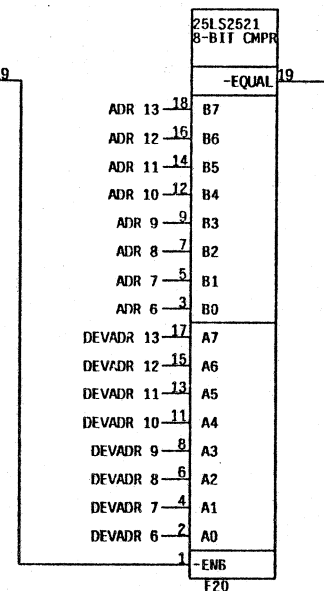 25LS2521
8-BIT CMPR
9
-EQUAL 19
ADR 13 18 B7
ADR 12 16 B6
ADR 11 14 B5
ADR 10 12 B4
ADR 9 9 B3
ADR 8 7 B2
ADR 7 5 B1
ADR 6 3 B0
DEVADR 13 17 A7
DEVADR 12 15 A6
DEVADR 11 13 A5
DEVADR 10 11 A4
DEVADR 9 8 A3
DEVADR 8 6 A2
DEVADR 7 4 A1
DEVADR 6 2 A0
1 -ENB
F20